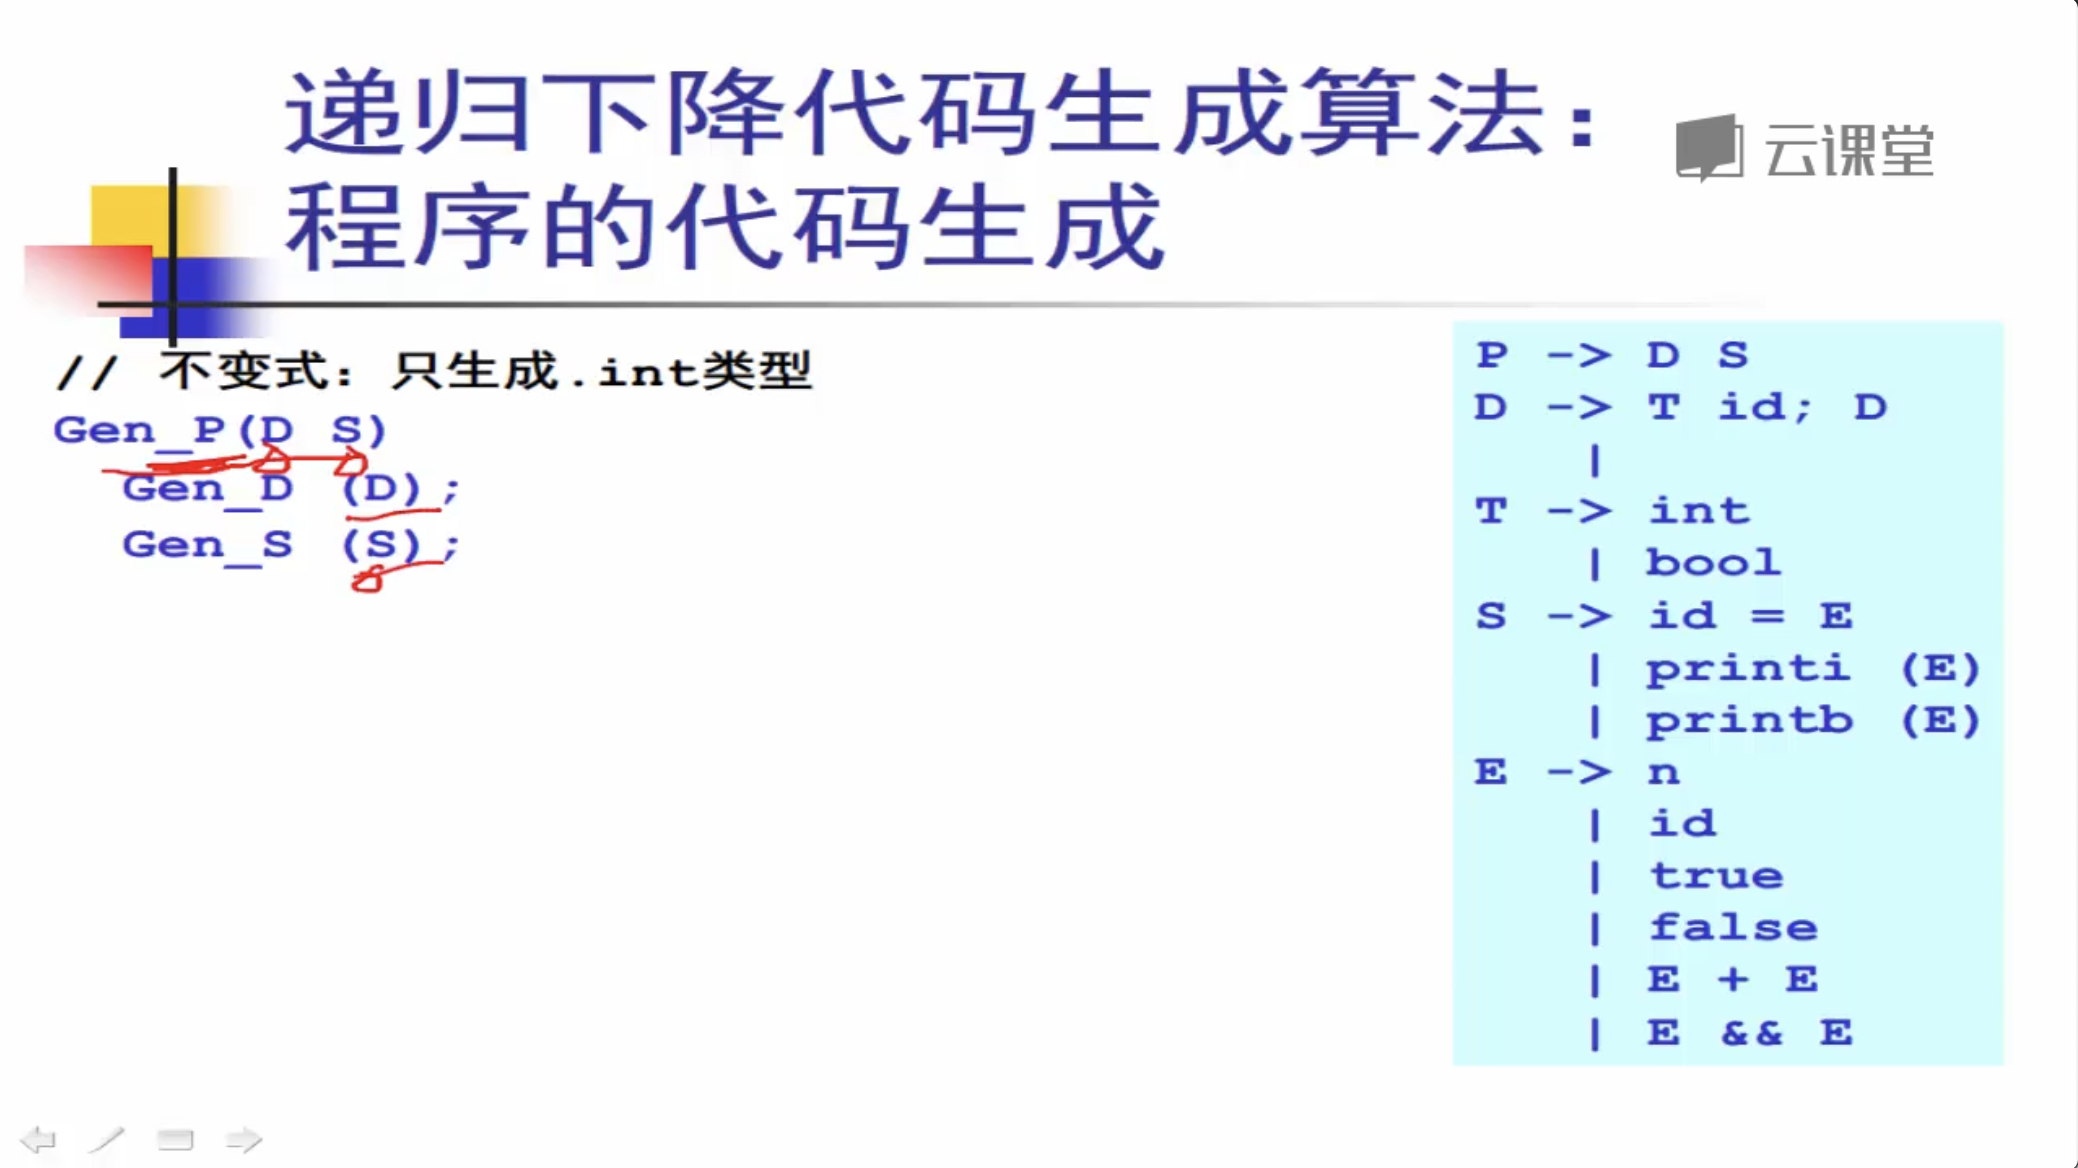 递归下降代码生成算法：
程序的代码生成
云课堂
// 不变式：只生成.int类型
Gen_P(D S)
Gen_D (D);
Gen_S (S);
P -> D S
D -> T id; D
|
T -> int
| bool
S -> id = E
| printi (E)
| printb (E)
E -> n
| id
| true
| false
| E + E
| E && E